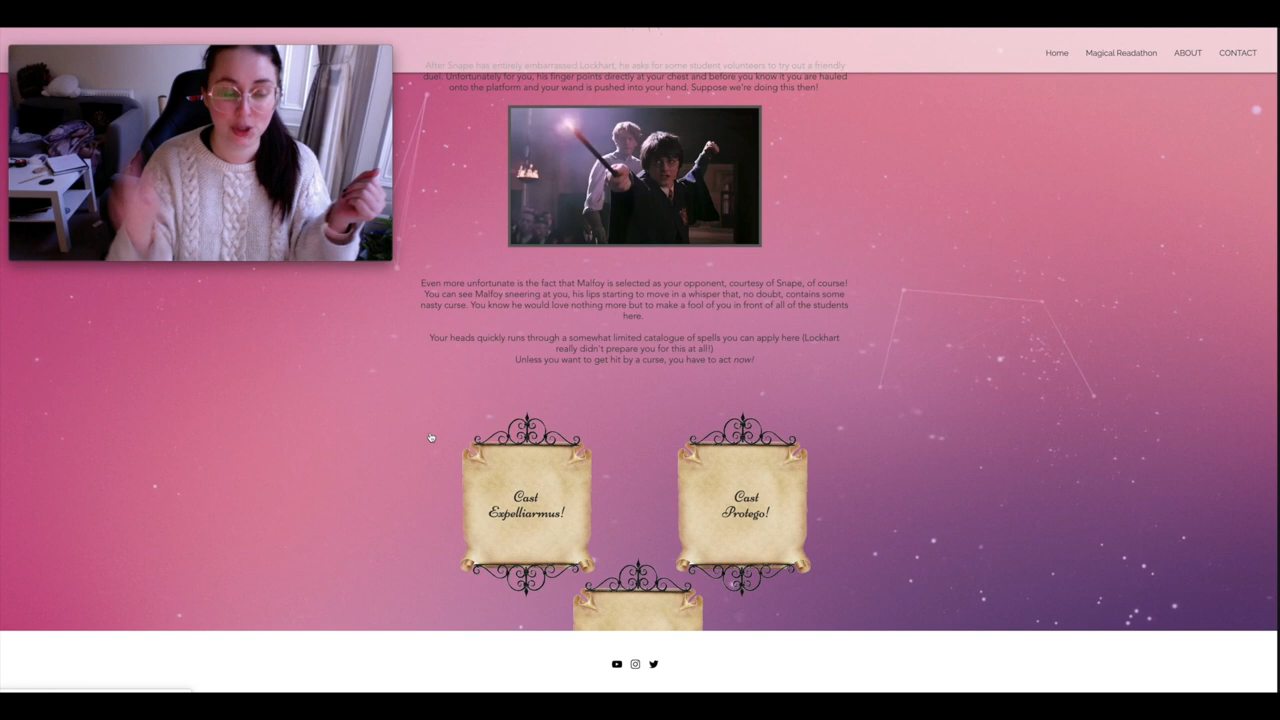 Home Magical Readathon ABOUT CONTACT
After Snape has entirely embarrassed Lockhart, he asks for some student volunteers to try out a friendly
duel. Unfortunately for you, his finger points directly at your chest and before you know it you are hauled
onto the platform and your wand is pushed into your hand. Suppose we're doing this then!
Even more unfortunate is the fact that Malfoy is selected as your opponent, courtesy of Snape, of course!
You can see Malfoy sneering at you, his lips starting to move in a whisper that, no doubt, contains some
nasty curse. You know he would love nothing more but to make a fool of you in front of all of the students
here.
Your heads quickly runs through a somewhat limited catalogue of spells you can apply here (Lockhart
really didn't prepare you for this at all!)
Unless you want to get hit by a curse, you have to act now!
Cast
Expelliarmus!
Cast
Protego!